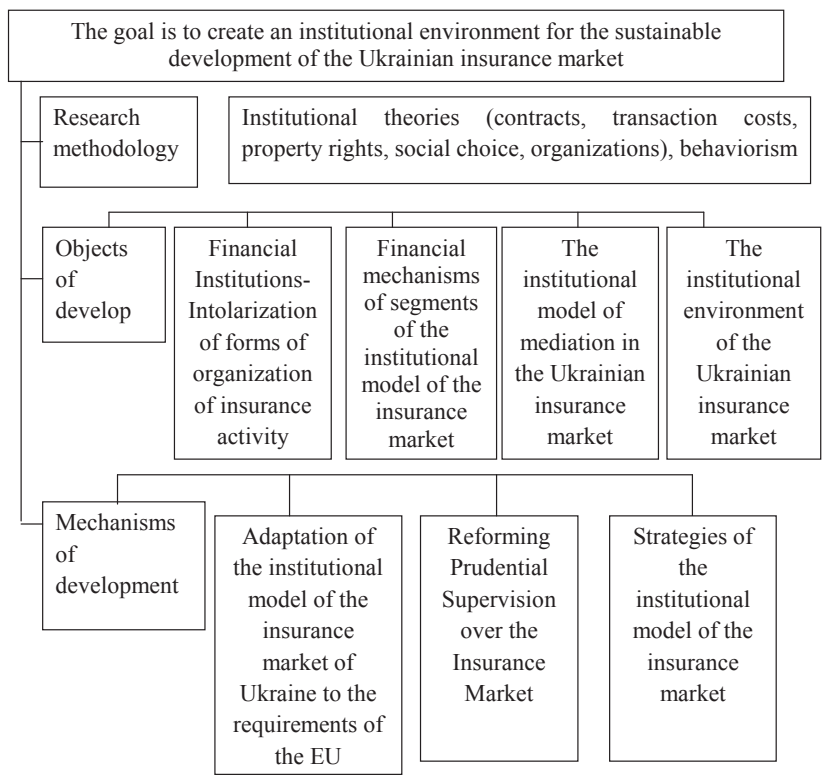 The goal is to create an institutional environment for the sustainable
development of the Ukrainian insurance market
Research
methodology
Institutional theories (contracts, transaction costs,
property rights, social choice, organizations), behaviorism
Objects
of
develop
Financial
Institutions-
Intolarization
of forms of
organization
of insurance
activity
Financial
mechanisms
of segments
of the
institutional
model of the
insurance
market
The
institutional
model of
mediation in
the Ukrainian
insurance
market
The
institutional
environment
of the
Ukrainian
insurance
market
Mechanisms
of
development
Adaptation of
the institutional
model of the
insurance
market of
Ukraine to the
requirements of
the EU
Reforming
Prudential
Supervision
over the
Insurance
Market
Strategies of
the
institutional
model of the
insurance
market